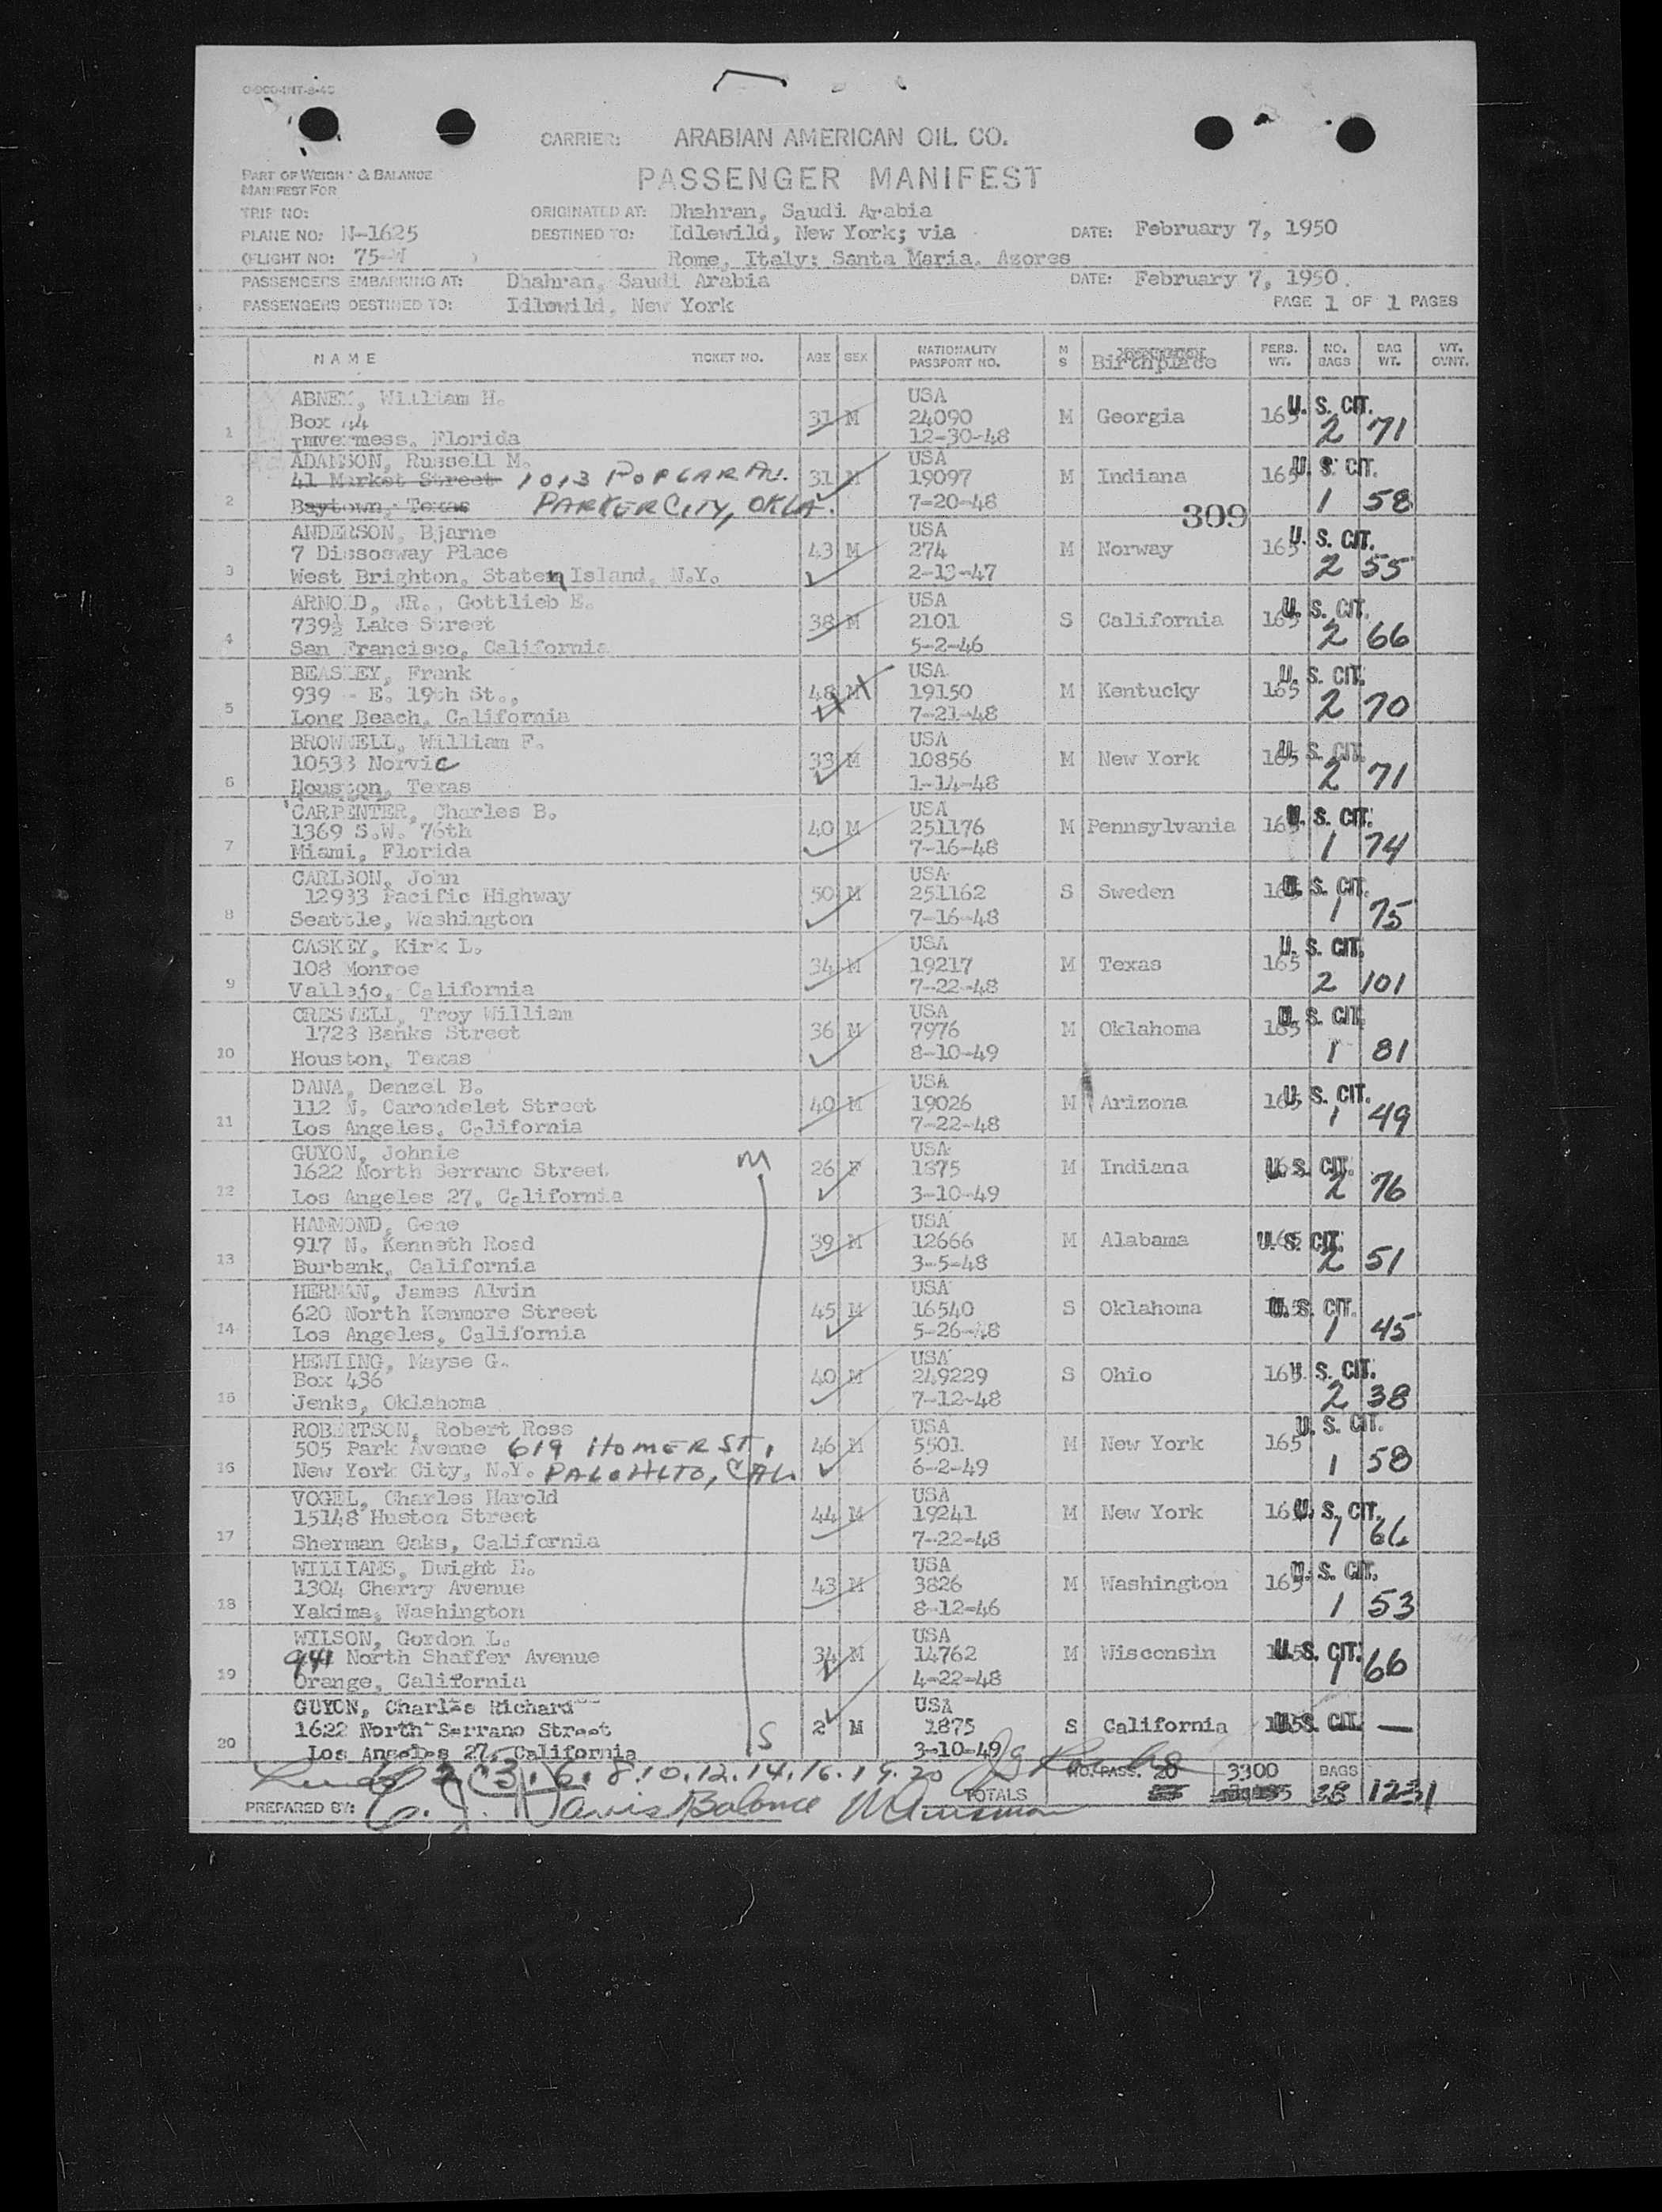 CARRIER: ARABIAN AMERICAN OIL CO.
PART OF WEIGHT & BALANCE
MANIFEST FOR
PASSENGER MANIFEST
TRIP NO: ORIGINATED AT: Dhahran, Saudi Arabia
PLANE NO: N-1625 DESTINED TO: Idlewild, New York; via DATE: February 7, 1950
FLIGHT NO: 75-W Rome, Italy; Santa Maria, Azores
PASSENGERS EMBARKING AT: Dhahran, Saudi Arabia DATE: February 7, 1950.
PASSENGERS DESTINED TO: Idlewild, New York PAGE 1 OF 1 PAGES
NAME TICKET NO. AGE SEX NATIONALITY PASSPORT NO. M S Birthplace PERS. WT. NO. BAGS BAG WT. WT. OVNT.
ABNEY, William H. USA U. S. CIT.
Box 44 31 M 24090 M Georgia 165
1 Invermess, Florida 12-30-48 2 71
ADAMSON, Russell M. USA U. S. CIT.
41 Market Street 1013 POPLAR AV. 31 M 19097 M Indiana 165
2 Baytown, Texas PARKER CITY, OKLA. 7-20-48 1 58
309
ANDERSON, Bjarne USA U. S. CIT.
7 Dissosway Place 43 M 274 M Norway 165
3 West Brighton, Staten Island, N.Y. 2-13-47 2 55
ARNOLD, JR., Gottlieb E. USA U. S. CIT.
739½ Lake Street 38 M 2101 S California 165
4 San Francisco, California 5-2-46 2 66
BEASLEY, Frank USA U. S. CIT.
939 - E. 19th St., 48 M 19150 M Kentucky 165
5 Long Beach, California 7-21-48 2 70
BROWNELL, William F. USA U. S. CIT.
10533 Norvic 33 M 10856 M New York 165
6 Houston, Texas 1-14-48 2 71
CARPENTER, Charles B. USA U. S. CIT.
1369 S.W. 76th 40 M 251176 M Pennsylvania 165
7 Miami, Florida 7-16-48 1 74
CARLSON, John USA U. S. CIT.
12933 Pacific Highway 50 M 251162 S Sweden 165
8 Seattle, Washington 7-16-48 1 75
CASKEY, Kirk L. USA U. S. CIT.
108 Monroe 34 M 19217 M Texas 165
9 Vallejo, California 7-22-48 2 101
CRESWELL, Troy William USA U. S. CIT.
1728 Banks Street 36 M 7976 M Oklahoma 165
10 Houston, Texas 8-10-49 1 81
DANA, Denzel B. USA U. S. CIT.
112 N. Carondelet Street 40 M 19026 M Arizona 165
11 Los Angeles, California 7-22-48 1 49
GUYON, Johnie M USA U. S. CIT.
1622 North Serrano Street 26 F 1875 M Indiana
12 Los Angeles 27, California 3-10-49 2 76
HAMMOND, Gene USA U. S. CIT.
917 N. Kenneth Road 39 M 12666 M Alabama 165
13 Burbank, California 3-5-48 2 51
HERMAN, James Alvin USA U. S. CIT.
620 North Kenmore Street 45 M 16540 S Oklahoma
14 Los Angeles, California 5-26-48 1 45
HEWLING, Mayse G. USA U. S. CIT.
Box 436 40 M 249229 S Ohio 165
15 Jenks, Oklahoma 7-12-48 2 38
ROBERTSON, Robert Ross USA U. S. CIT.
505 Park Avenue 619 HOMER ST, 46 M 5501 M New York 165
16 New York City, N.Y. PALO ALTO, CAL. 6-2-49 1 58
VOGEL, Charles Harold USA U. S. CIT.
15148 Huston Street 44 M 19241 M New York 165
17 Sherman Oaks, California 7-22-48 1 66
WILLIAMS, Dwight E. USA U. S. CIT.
1304 Cherry Avenue 43 M 3826 M Washington 165
18 Yakima, Washington 8-12-46 1 53
WILSON, Gordon L. USA U. S. CIT.
941 North Shaffer Avenue 34 M 14762 M Wisconsin 165
19 Orange, California 4-22-48 1 66
GUYON, Charles Richard USA U. S. CIT.
1622 North Serrano Street S 2 M 1875 S California 165 —
20 Los Angeles 27, California 3-10-49
2. 3. 6. 8. 10. 12. 14. 16. 19. 20 NO. PASS. 20 3300 BAGS
PREPARED BY: C. J. Davis Balance TOTALS 28 1231